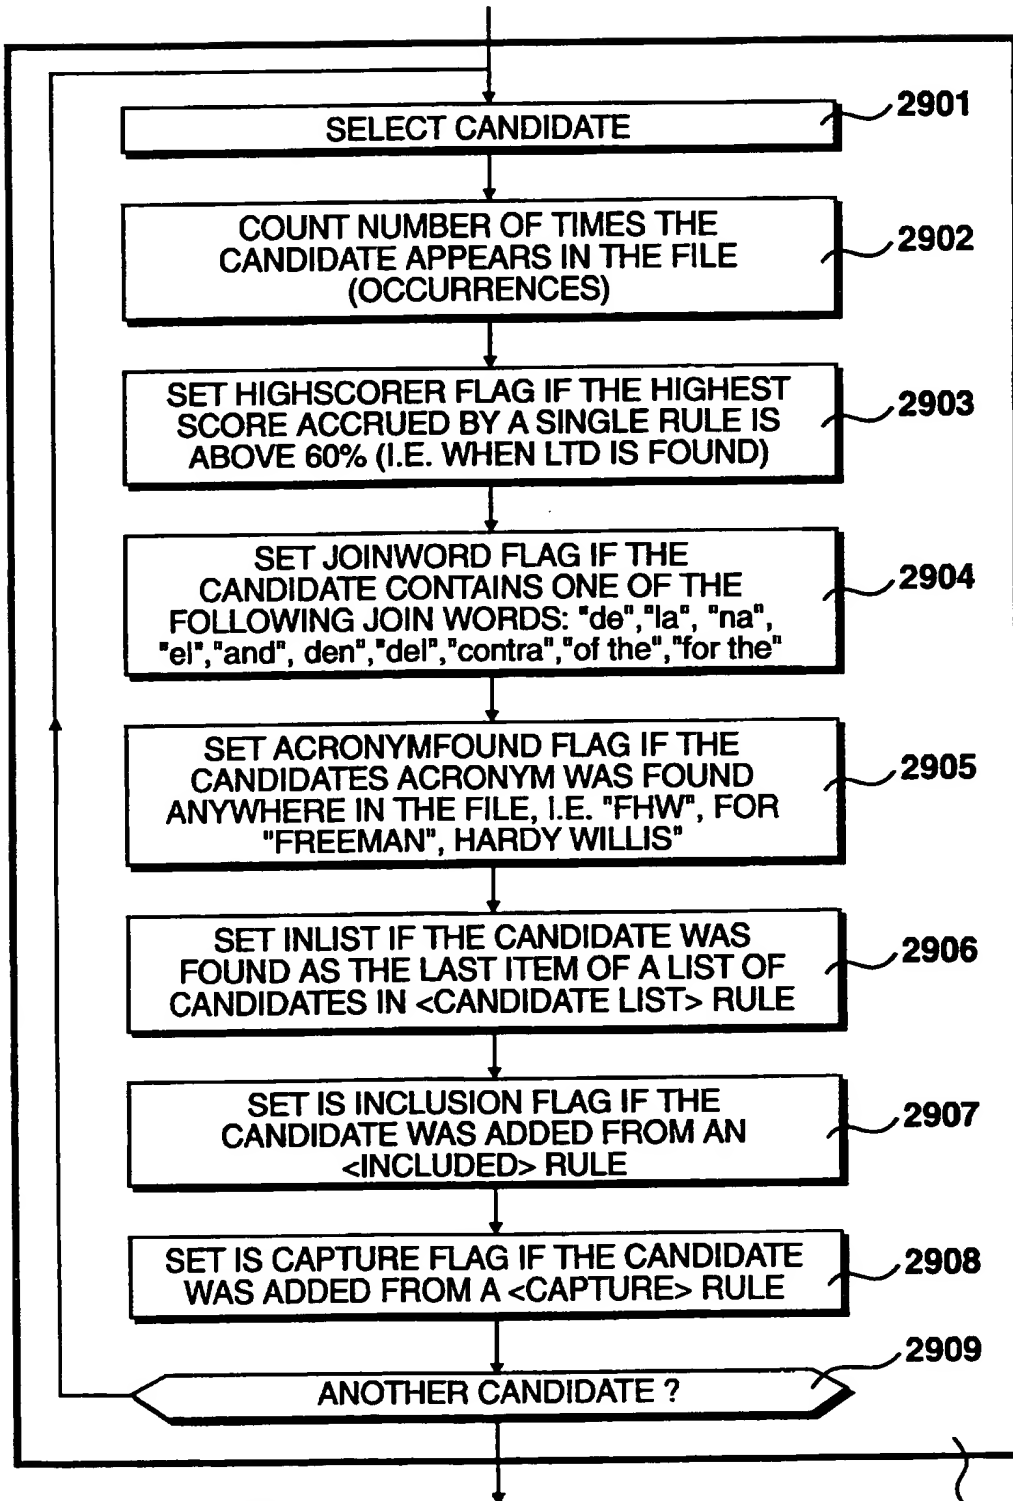 2901
SELECT CANDIDATE
2902
COUNT NUMBER OF TIMES THE
CANDIDATE APPEARS IN THE FILE
(OCCURRENCES)
2903
SET HIGHSCORER FLAG IF THE HIGHEST
SCORE ACCRUED BY A SINGLE RULE IS
ABOVE 60% (I.E. WHEN LTD IS FOUND)
2904
SET JOINWORD FLAG IF THE
CANDIDATE CONTAINS ONE OF THE
FOLLOWING JOIN WORDS: "de","la", "na",
"el","and", den","del","contra","of the","for the"
2905
SET ACRONYMFOUND FLAG IF THE
CANDIDATES ACRONYM WAS FOUND
ANYWHERE IN THE FILE, I.E. "FHW", FOR
"FREEMAN", HARDY WILLIS"
2906
SET INLIST IF THE CANDIDATE WAS
FOUND AS THE LAST ITEM OF A LIST OF
CANDIDATES IN <CANDIDATE LIST> RULE
2907
SET IS INCLUSION FLAG IF THE
CANDIDATE WAS ADDED FROM AN
<INCLUDED> RULE
2908
SET IS CAPTURE FLAG IF THE CANDIDATE
WAS ADDED FROM A <CAPTURE> RULE
2909
ANOTHER CANDIDATE ?